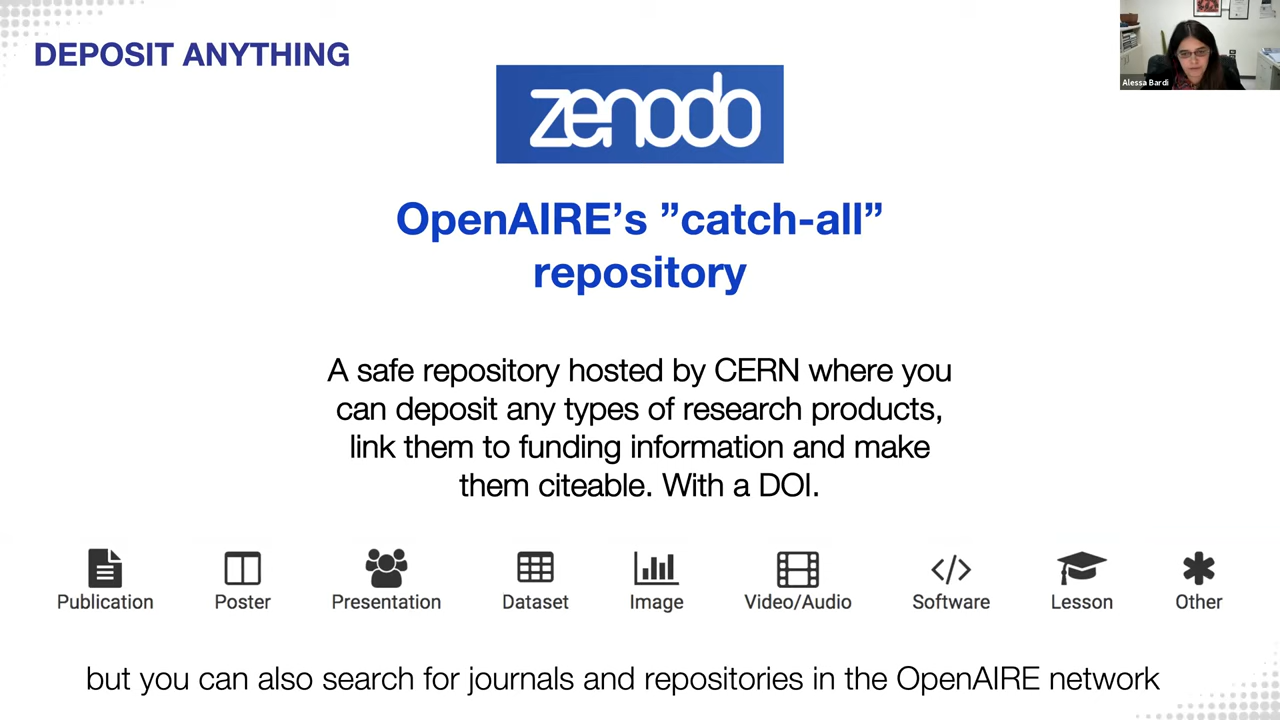 DEPOSIT ANYTHING
Alessa Bardi
zenodo
OpenAIRE’s ”catch-all”
repository
A safe repository hosted by CERN where you
can deposit any types of research products,
link them to funding information and make
them citeable. With a DOI.
Publication Poster Presentation Dataset Image Video/Audio Software Lesson Other
but you can also search for journals and repositories in the OpenAIRE network